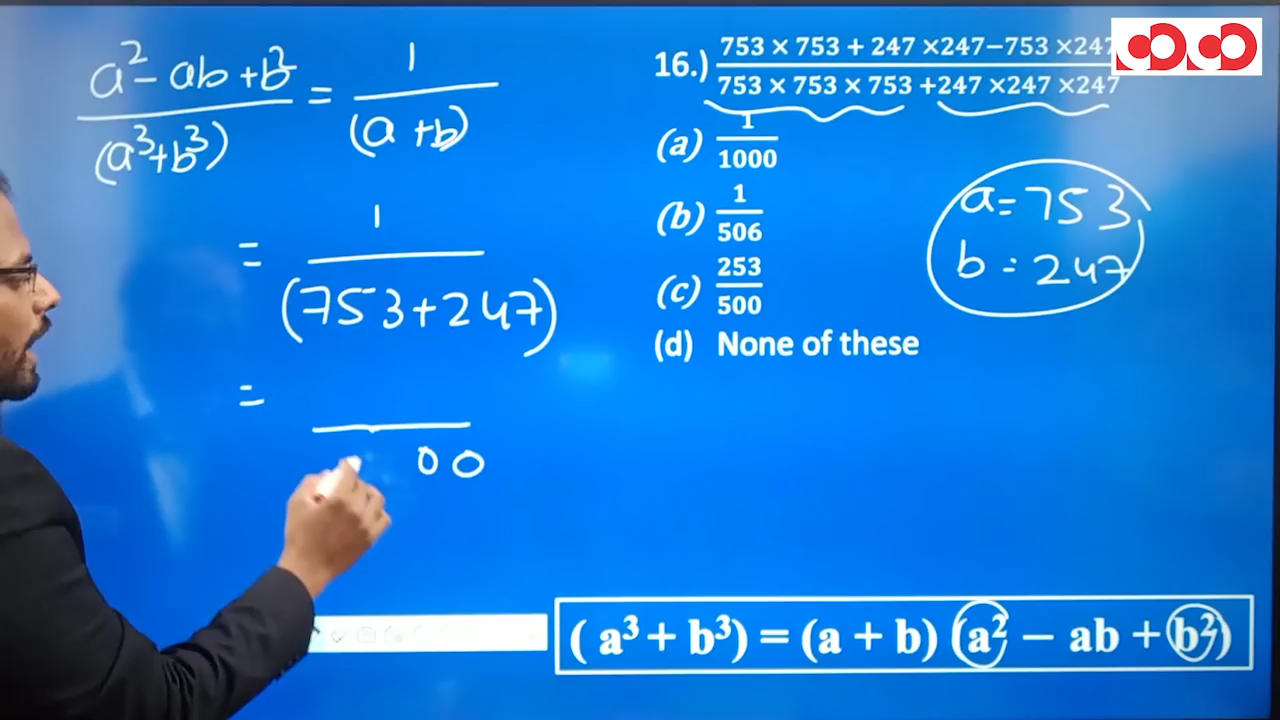 a² - ab + b² / (a³ + b³) = 1 / (a + b)
= 1 / (753 + 247)
=
00
16.) 753 × 753 + 247 ×247−753 ×247 / 753 × 753 × 753 +247 ×247 ×247
(a) 1/1000
(b) 1/506
(c) 253/500
(d) None of these
a = 753
b = 247
( a³ + b³) = (a + b) (a² − ab + b²)